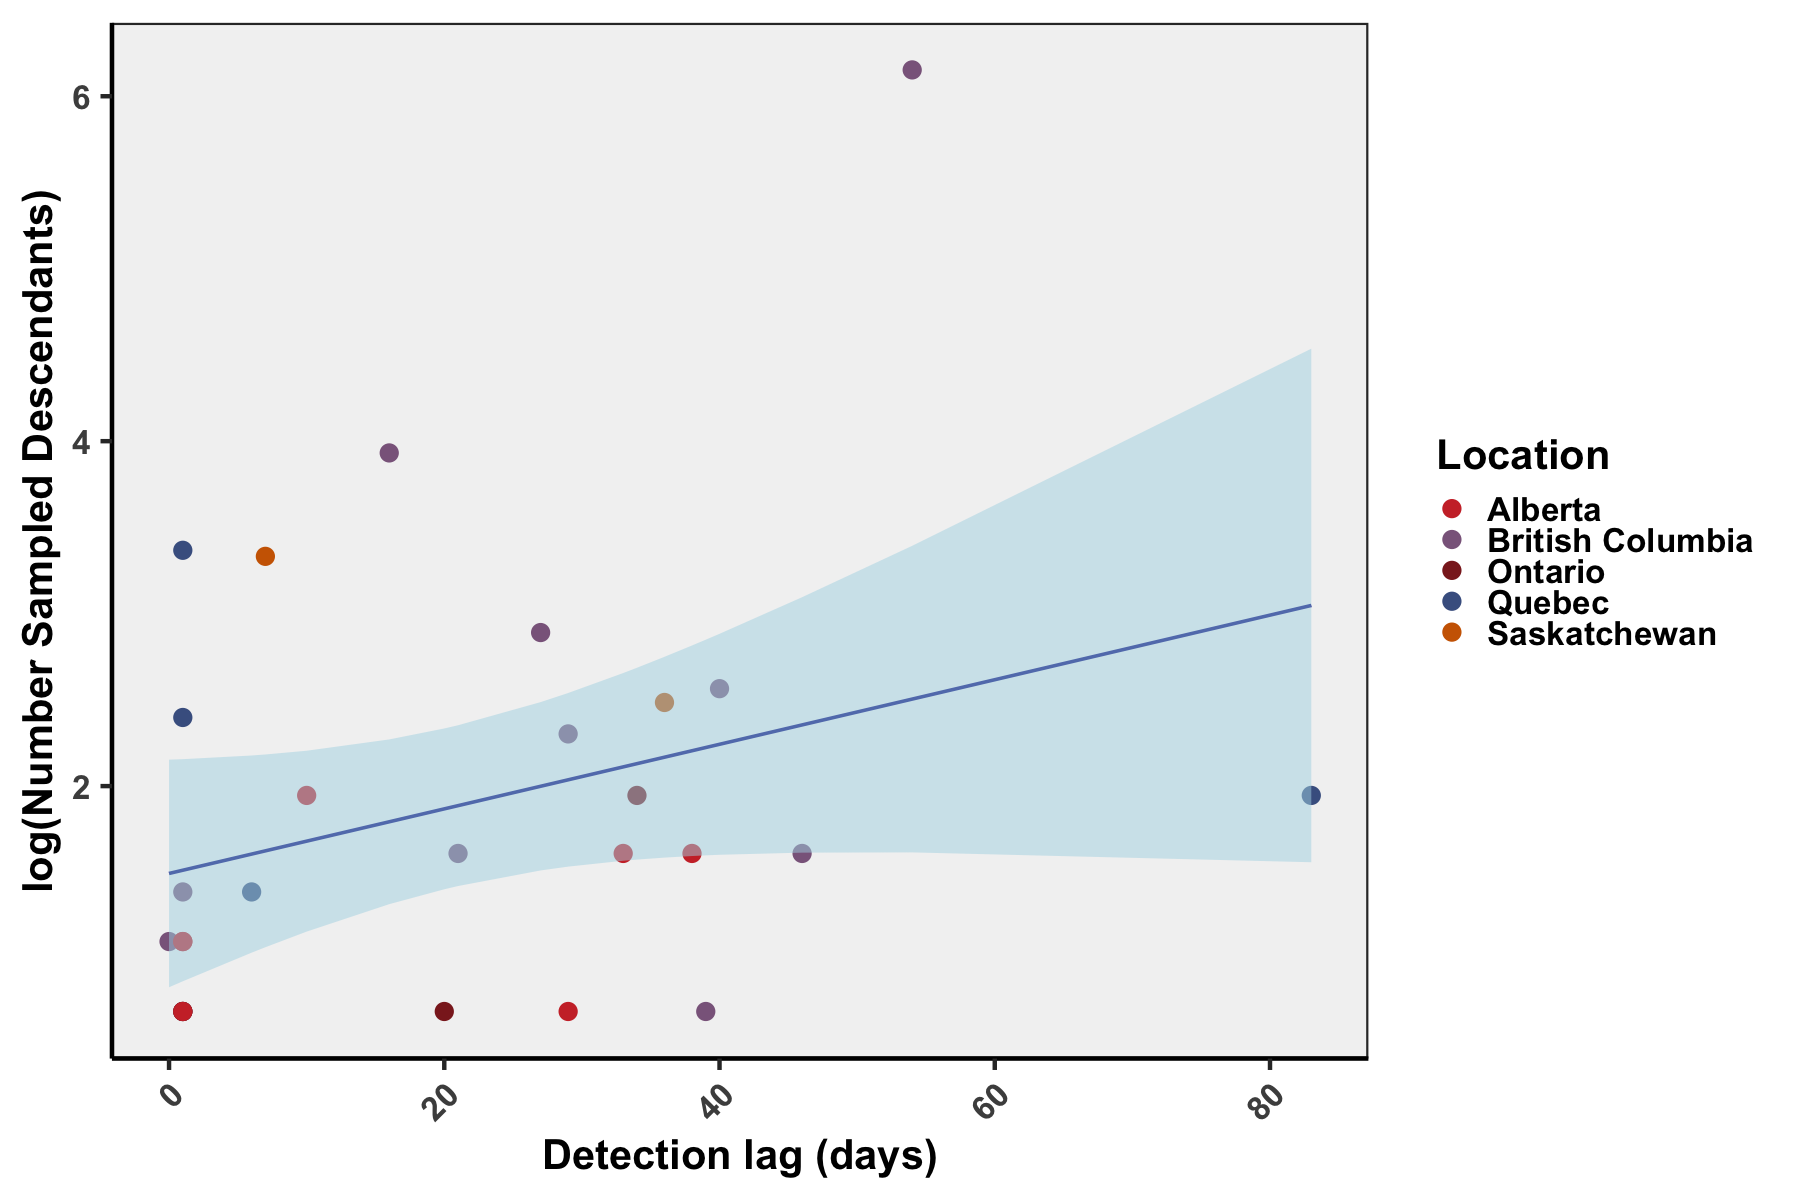 log(Number Sampled Descendants)
6
4
2
0
20
40
60
80
Detection lag (days)
Location
Alberta
British Columbia
Ontario
Quebec
Saskatchewan